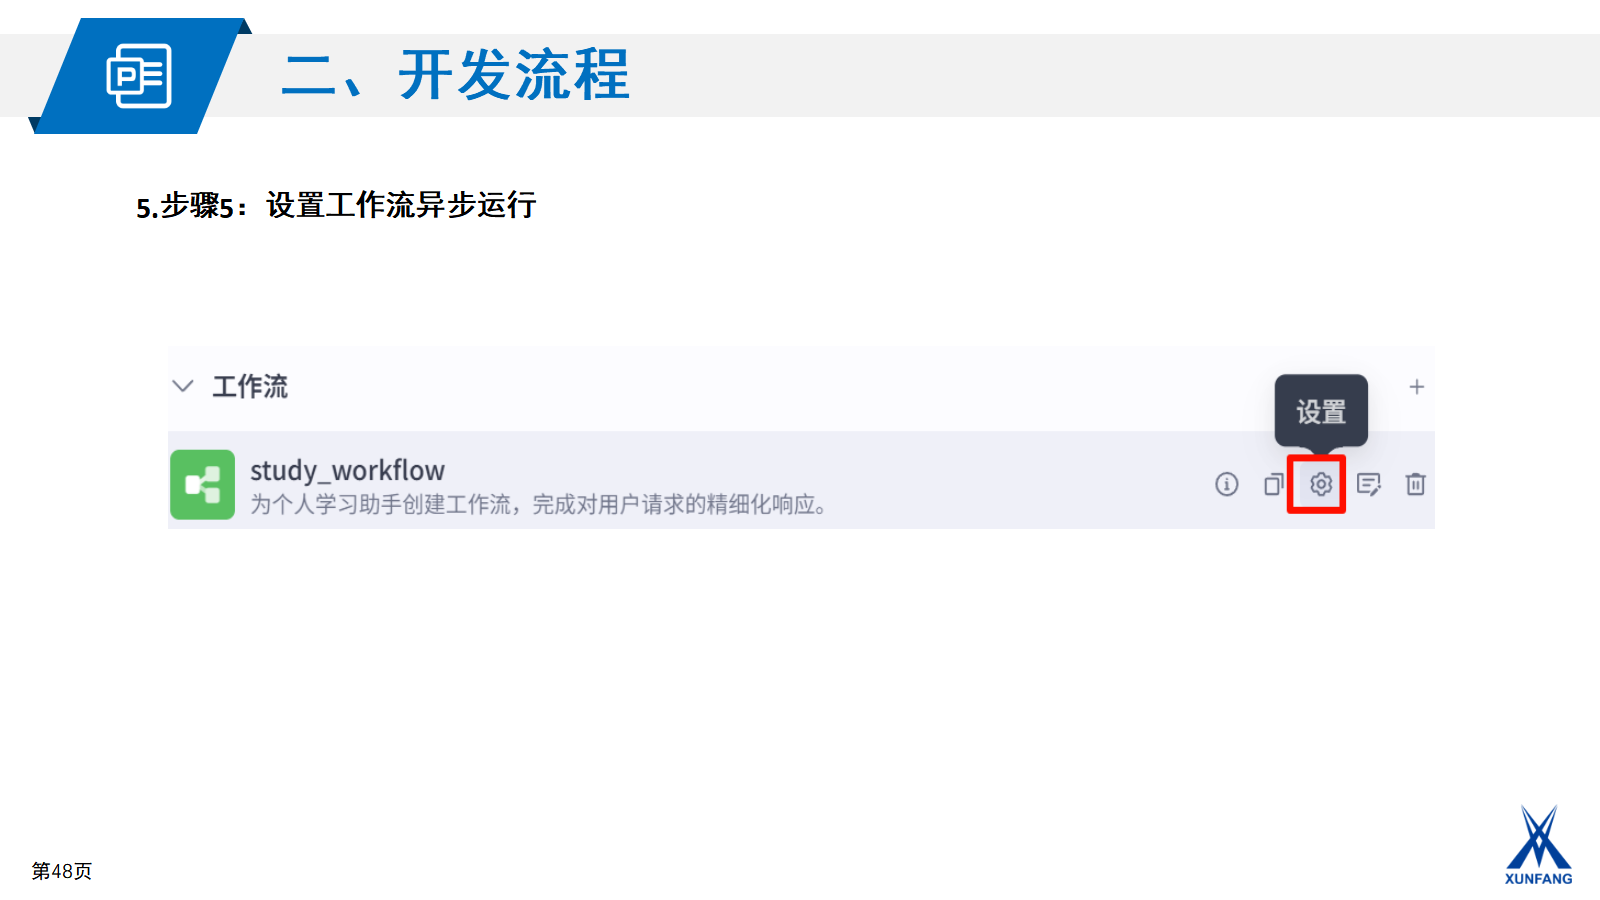 二、开发流程
5.步骤5：设置工作流异步运行
工作流
设置
study_workflow
为个人学习助手创建工作流，完成对用户请求的精细化响应。
第48页
XUNFANG